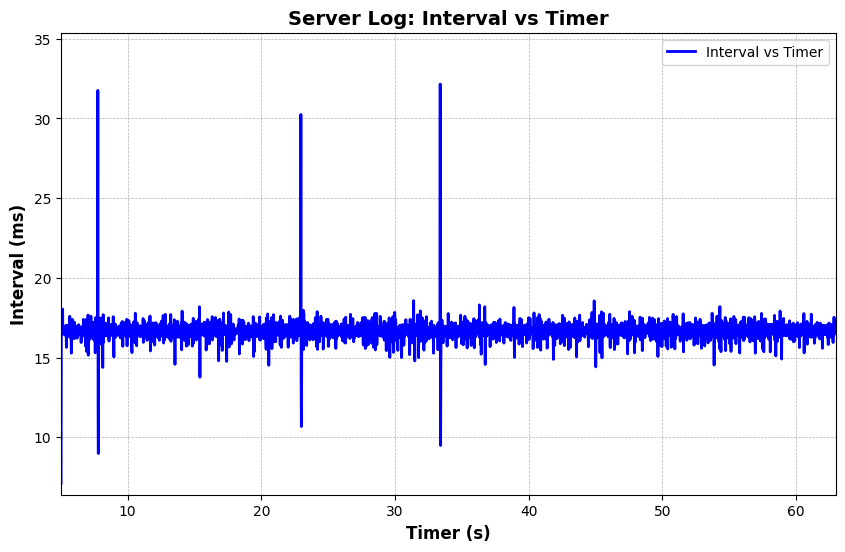 Server Log: Interval vs Timer
Interval vs Timer
35
30
25
20
15
10
Interval (ms)
10 20 30 40 50 60
Timer (s)